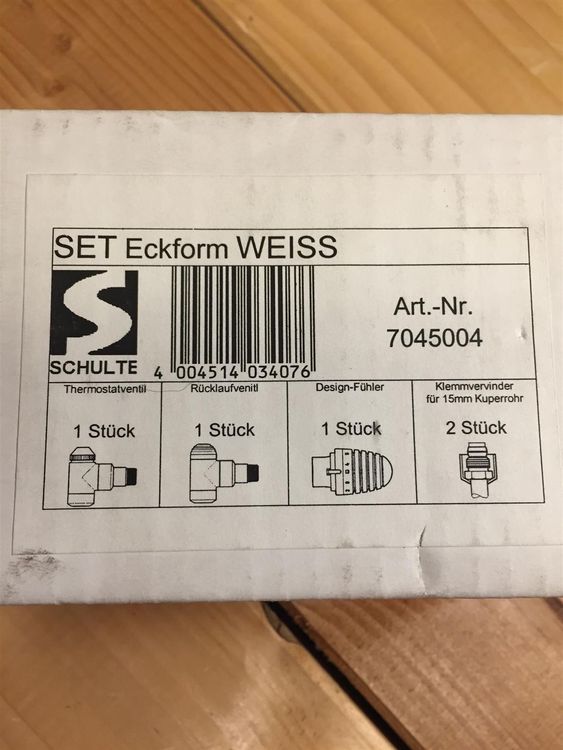 SET Eckform WEISS
SCHULTE
4 004514 034076
Art.-Nr.
7045004
Thermostatventil
1 Stück
Rücklaufvenitl
1 Stück
Design-Fühler
1 Stück
Klemmvervinder
für 15mm Kuperrohr
2 Stück